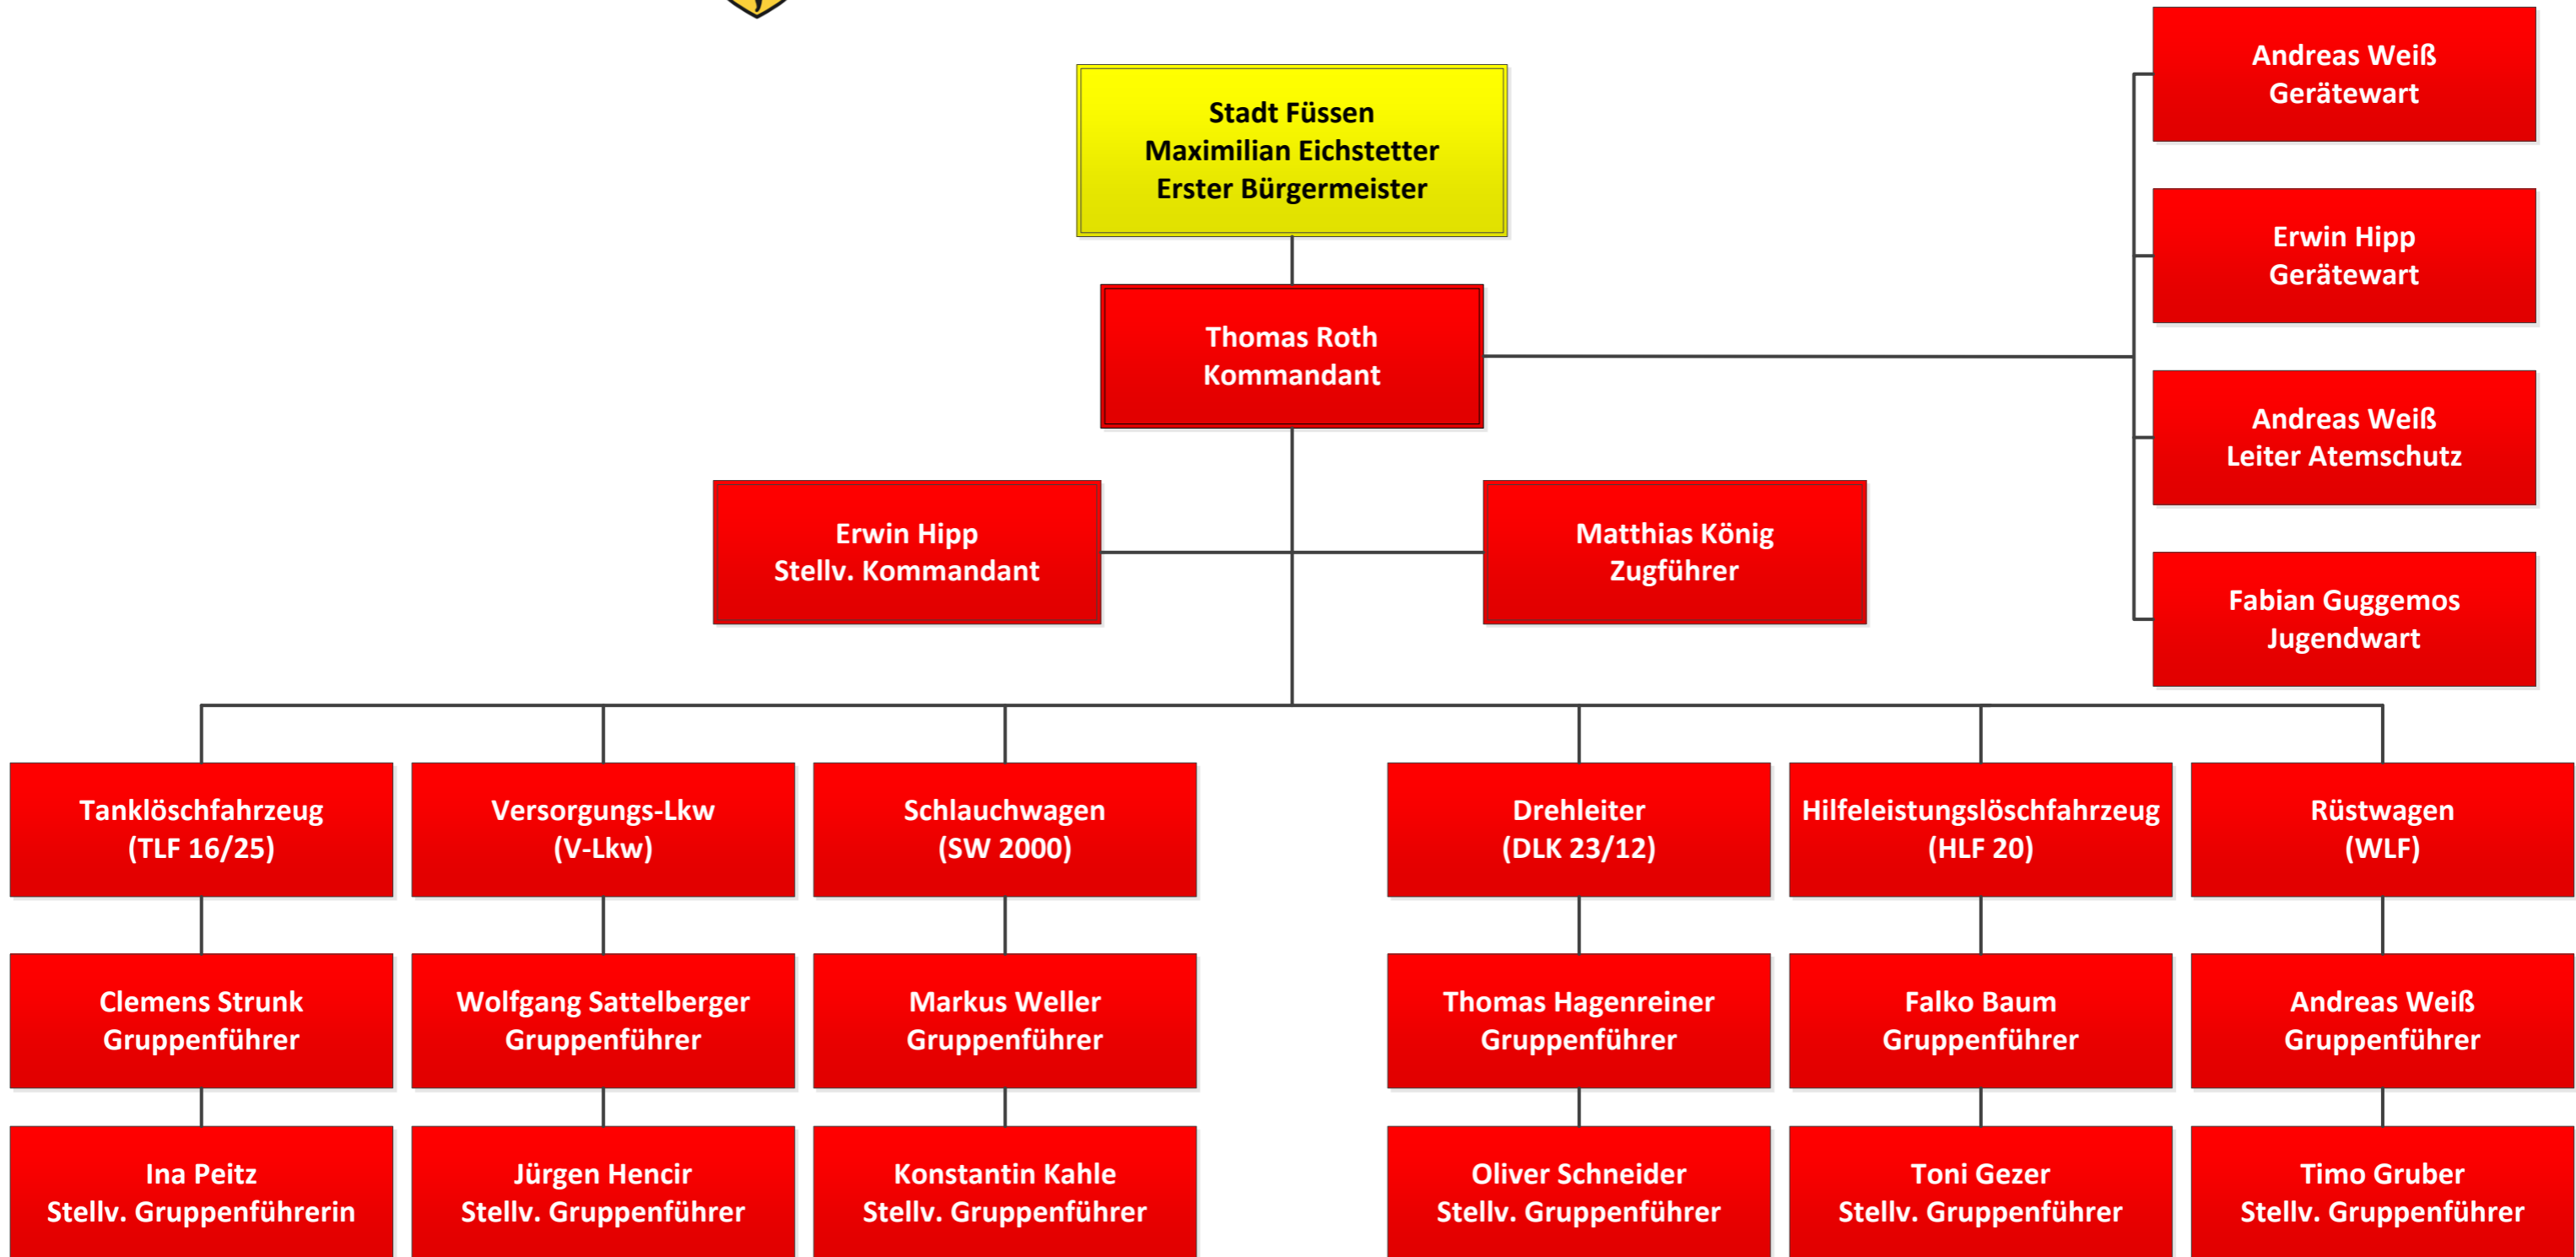 Stadt Füssen
Maximilian Eichstetter
Erster Bürgermeister
Thomas Roth
Kommandant
Andreas Weiß
Gerätewart
Erwin Hipp
Gerätewart
Andreas Weiß
Leiter Atemschutz
Fabian Guggemos
Jugendwart
Erwin Hipp
Stellv. Kommandant
Matthias König
Zugführer
Tanklöschfahrzeug
(TLF 16/25)
Versorgungs-Lkw
(V-Lkw)
Schlauchwagen
(SW 2000)
Drehleiter
(DLK 23/12)
Hilfeleistungslöschfahrzeug
(HLF 20)
Rüstwagen
(WLF)
Clemens Strunk
Gruppenführer
Wolfgang Sattelberger
Gruppenführer
Markus Weller
Gruppenführer
Thomas Hagenreiner
Gruppenführer
Falko Baum
Gruppenführer
Andreas Weiß
Gruppenführer
Ina Peitz
Stellv. Gruppenführerin
Jürgen Hencir
Stellv. Gruppenführer
Konstantin Kahle
Stellv. Gruppenführer
Oliver Schneider
Stellv. Gruppenführer
Toni Gezer
Stellv. Gruppenführer
Timo Gruber
Stellv. Gruppenführer